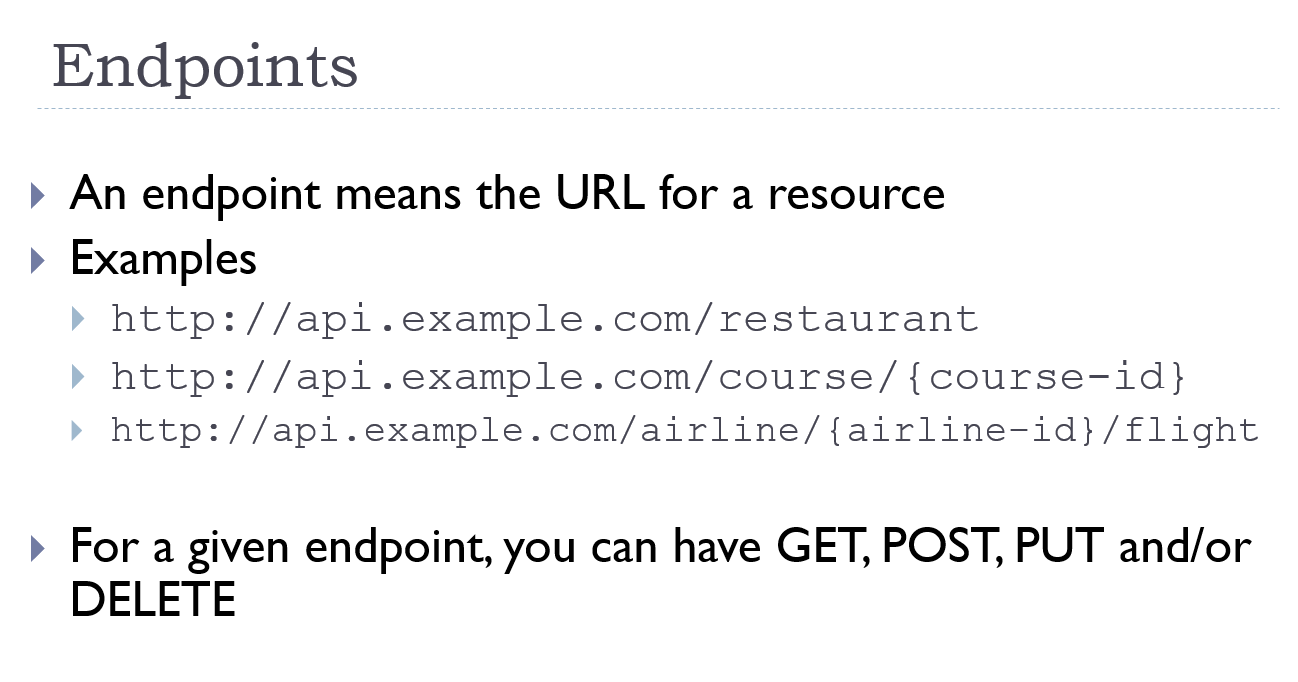 Endpoints
An endpoint means the URL for a resource
Examples
http://api.example.com/restaurant
http://api.example.com/course/{course-id}
http://api.example.com/airline/{airline-id}/flight
For a given endpoint, you can have GET, POST, PUT and/or
DELETE